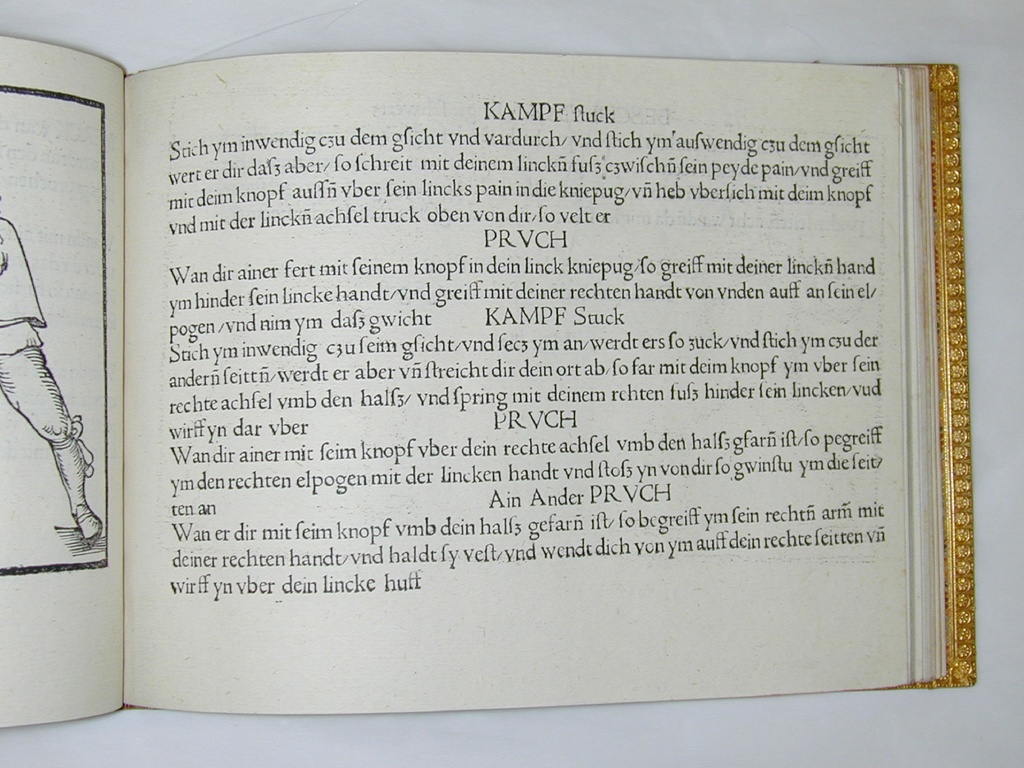 KAMPF ſtuck
Stich ym inwendig czu dem gſicht vnd vardurch/vnd ſtich ym auſwendig czu dem gſicht
wert er dir daſz aber/ſo ſchreit mit deinem linckñ fuſz czwiſchñ ſein peyde pain/vnd greiff
mit deim knopf auſſñ vber ſein lincks pain in die kniepug/vñ heb vberſich mit deim knopf
vnd mit der linckñ achſel truck oben von dir/ſo velt er
PRVCH
Wan dir ainer fert mit ſeinem knopf in dein linck kniepug/ſo greiff mit deiner linckñ hand
ym hinder ſein lincke handt/vnd greiff mit deiner rechten handt von vnden auff an ſein el/
pogen/vnd nim ym daſz gwicht KAMPF Stuck
Stich ym inwendig czu ſeim gſicht/vnd ſecz ym an/werdt ers ſo zuck/vnd ſtich ym czu der
anderñ ſeittñ/werdt er aber vñ ſtreicht dir dein ort ab/ſo far mit deim knopf ym vber ſein
rechte achſel vmb den halſz/vnd ſpring mit deinem rchten fuſz hinder ſein lincken/vud
wirff yn dar vber PRVCH
Wan dir ainer mit ſeim knopf vber dein rechte achſel vmb den halſz gfarñ iſt/ſo pegreiff
ym den rechten elpogen mit der lincken handt vnd ſtoſz yn von dir ſo gwinſtu ym die ſeit/
ten an Ain Ander PRVCH
Wan er dir mit ſeim knopf vmb dein halſz gefarñ iſt/ſo begreiff ym ſein rechtñ arm̃ mit
deiner rechten handt/vnd haldt ſy veſt/vnd wendt dich von ym auff dein rechte ſeitten vñ
wirff yn vber dein lincke huff